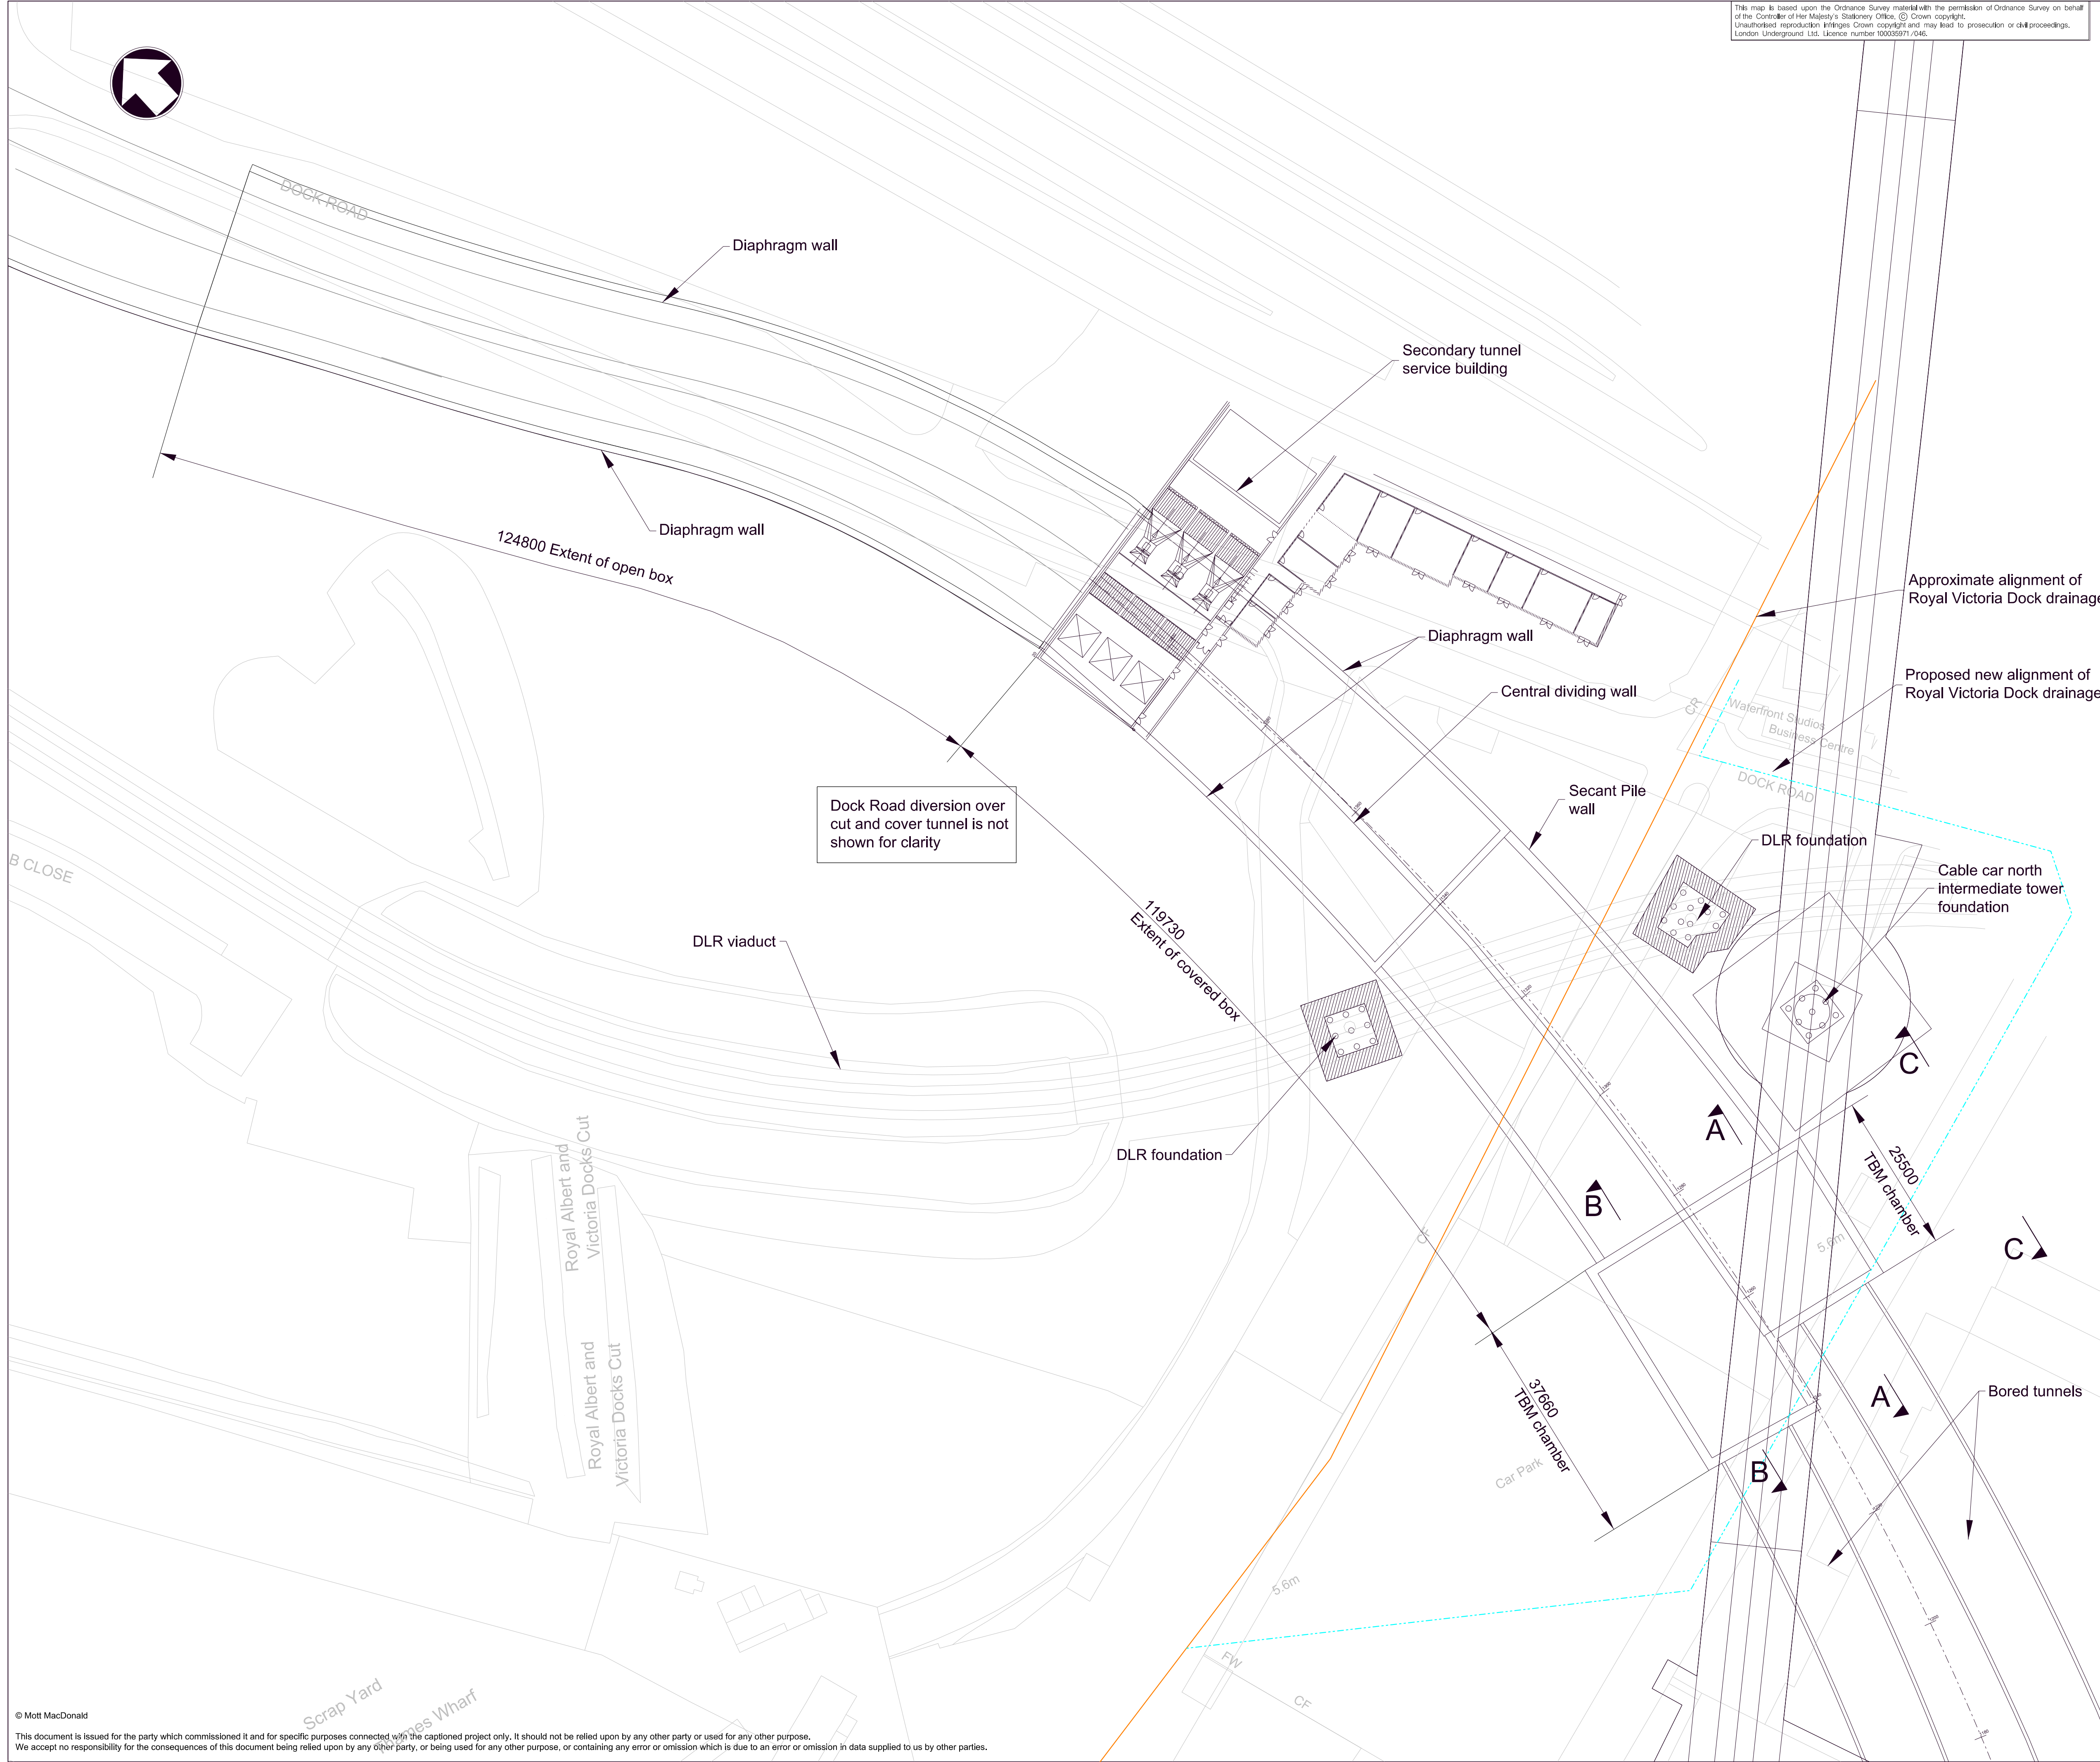 This map is based upon the Ordnance Survey material with the permission of Ordnance Survey on behalf
of the Controller of Her Majesty's Stationery Office, © Crown copyright.
Unauthorised reproduction infringes Crown copyright and may lead to prosecution or civil proceedings.
London Underground Ltd. Licence number 100035971 /046.
DOCK ROAD
Diaphragm wall
Secondary tunnel
service building
Diaphragm wall
124800 Extent of open box
Approximate alignment of
Royal Victoria Dock drainage
Diaphragm wall
Proposed new alignment of
Royal Victoria Dock drainage
Central dividing wall
CR
Waterfront Studios
Business Centre
DOCK ROAD
Secant Pile
wall
Dock Road diversion over
cut and cover tunnel is not
shown for clarity
DLR foundation
B CLOSE
Cable car north
intermediate tower
foundation
119730
Extent of covered box
DLR viaduct
C
A
DLR foundation
25500
TBM chamber
B
Royal Albert and
Victoria Docks Cut
5.6m
C
Royal Albert and
Victoria Docks Cut
37660
TBM chamber
A
Bored tunnels
B
Car Park
5.6m
FW
CF
Scrap Yard
© Mott MacDonald
This document is issued for the party which commissioned it and for specific purposes connected with the captioned project only. It should not be relied upon by any other party or used for any other purpose.
We accept no responsibility for the consequences of this document being relied upon by any other party, or being used for any other purpose, or containing any error or omission which is due to an error or omission in data supplied to us by other parties.
Wharf